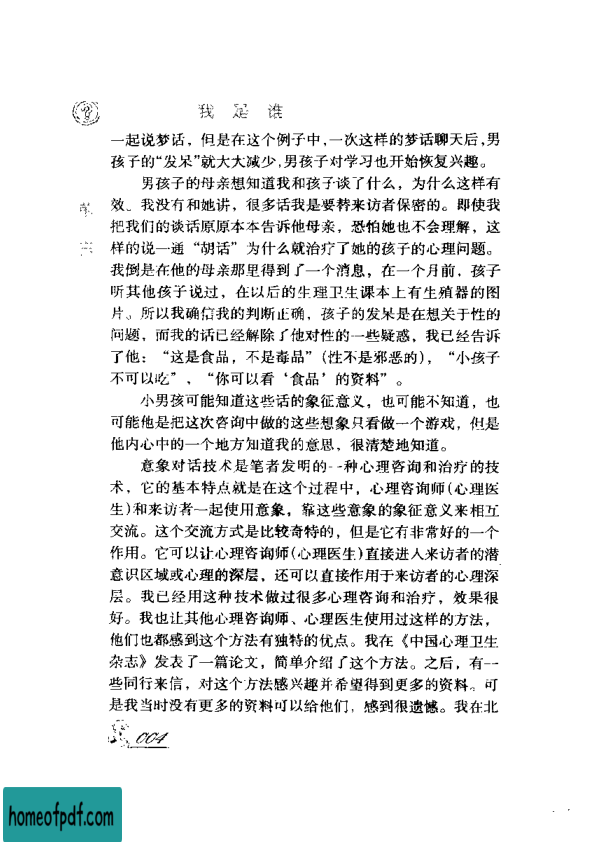 我是谁
一起说梦话，但是在这个例子中，一次这样的梦话聊天后，男
孩子的“发呆”就大大减少，男孩子对学习也开始恢复兴趣。
男孩子的母亲想知道我和孩子谈了什么，为什么这样有
效。我没有和她讲，很多话我是要替来访者保密的。即使我
把我们的谈话原原本本告诉他母亲，恐怕她也不会理解，这
样的说一通“胡话”为什么就治疗了她的孩子的心理问题。
我倒是在他的母亲那里得到了一个消息，在一个月前，孩子
听其他孩子说过，在以后的生理卫生课本上有生殖器的图
片。所以我确信我的判断正确，孩子的发呆是在想关于性的
问题，而我的话已经解除了他对性的一些疑惑，我已经告诉
了他：“这是食品，不是毒品”(性不是邪恶的)，“小孩子
不可以吃”，“你可以看‘食品’的资料”。
小男孩可能知道这些话的象征意义，也可能不知道，也
可能他是把这次咨询中做的这些想象只看做一个游戏，但是
他内心中的一个地方知道我的意思，很清楚地知道。
意象对话技术是笔者发明的一种心理咨询和治疗的技
术，它的基本特点就是在这个过程中，心理咨询师(心理医
生)和来访者一起使用意象，靠这些意象的象征意义来相互
交流。这个交流方式是比较奇特的，但是它有非常好的一个
作用。它可以让心理咨询师(心理医生)直接进入来访者的潜
意识区域或心理的深层，还可以直接作用于来访者的心理深
层。我已经用这种技术做过很多心理咨询和治疗，效果很
好。我也让其他心理咨询师、心理医生使用过这样的方法，
他们也都感到这个方法有独特的优点。我在《中国心理卫生
杂志》发表了一篇论文，简单介绍了这个方法。之后，有一
些同行来信，对这个方法感兴趣并希望得到更多的资料。可
是我当时没有更多的资料可以给他们，感到很遗憾。我在北
004
homeofpdf.com